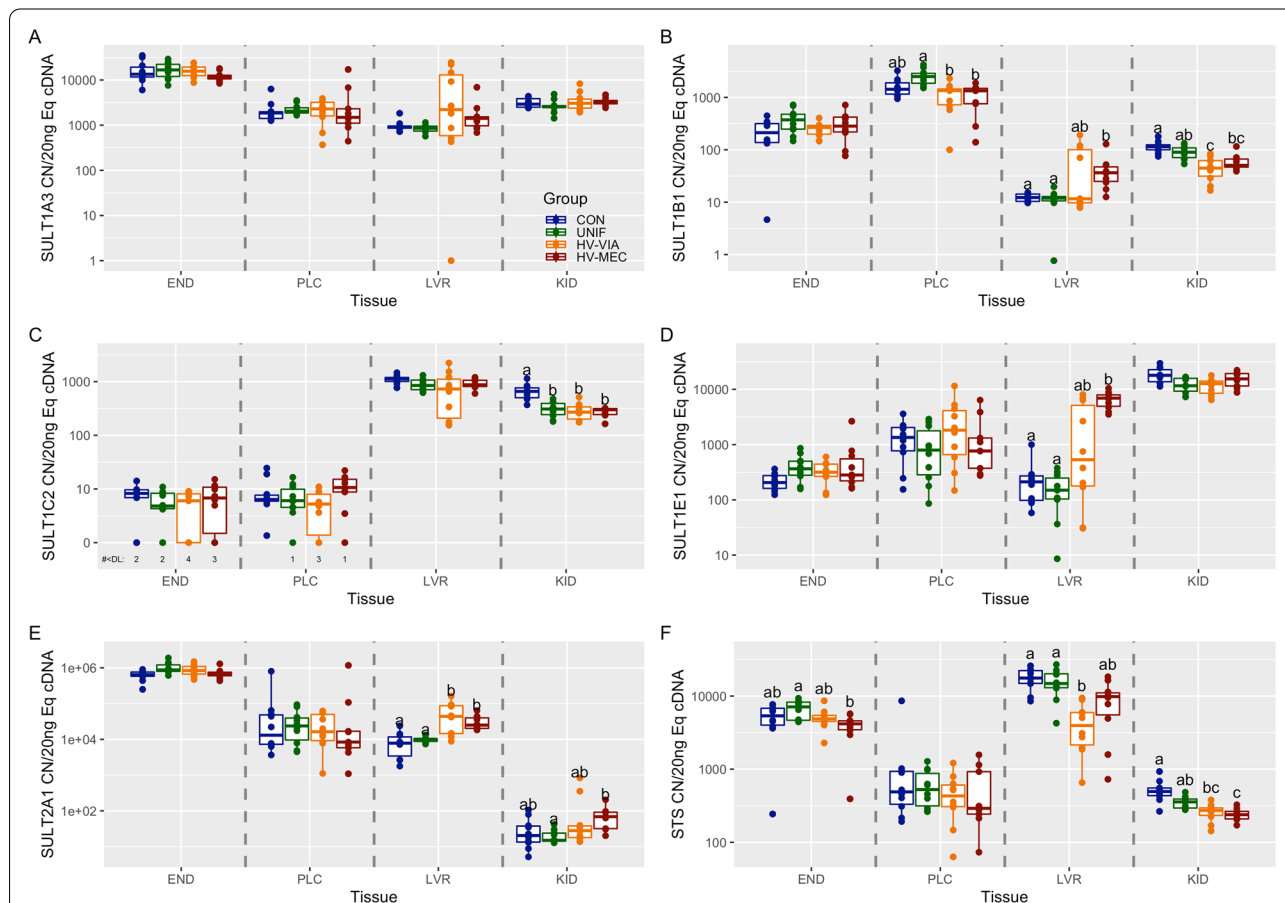 A
SULT1A3 CN/20ng Eq cDNA
10000
1000
100
10
1
Group
CON
UNIF
HV-VIA
HV-MEC
END PLC LVR KID
Tissue
B
SULT1B1 CN/20ng Eq cDNA
1000
100
10
1
ab a b b
a a ab b
a ab c bc
END PLC LVR KID
Tissue
C
SULT1C2 CN/20ng Eq cDNA
1000
100
10
0
a b b b
#<DL: 2 2 4 3 1 3 1
END PLC LVR KID
Tissue
D
SULT1E1 CN/20ng Eq cDNA
10000
1000
100
10
a a ab b
END PLC LVR KID
Tissue
E
SULT2A1 CN/20ng Eq cDNA
1e+06
1e+04
1e+02
a a b b
ab a ab b
END PLC LVR KID
Tissue
F
STS CN/20ng Eq cDNA
10000
1000
100
ab a ab b
a a b ab
a ab bc c
END PLC LVR KID
Tissue